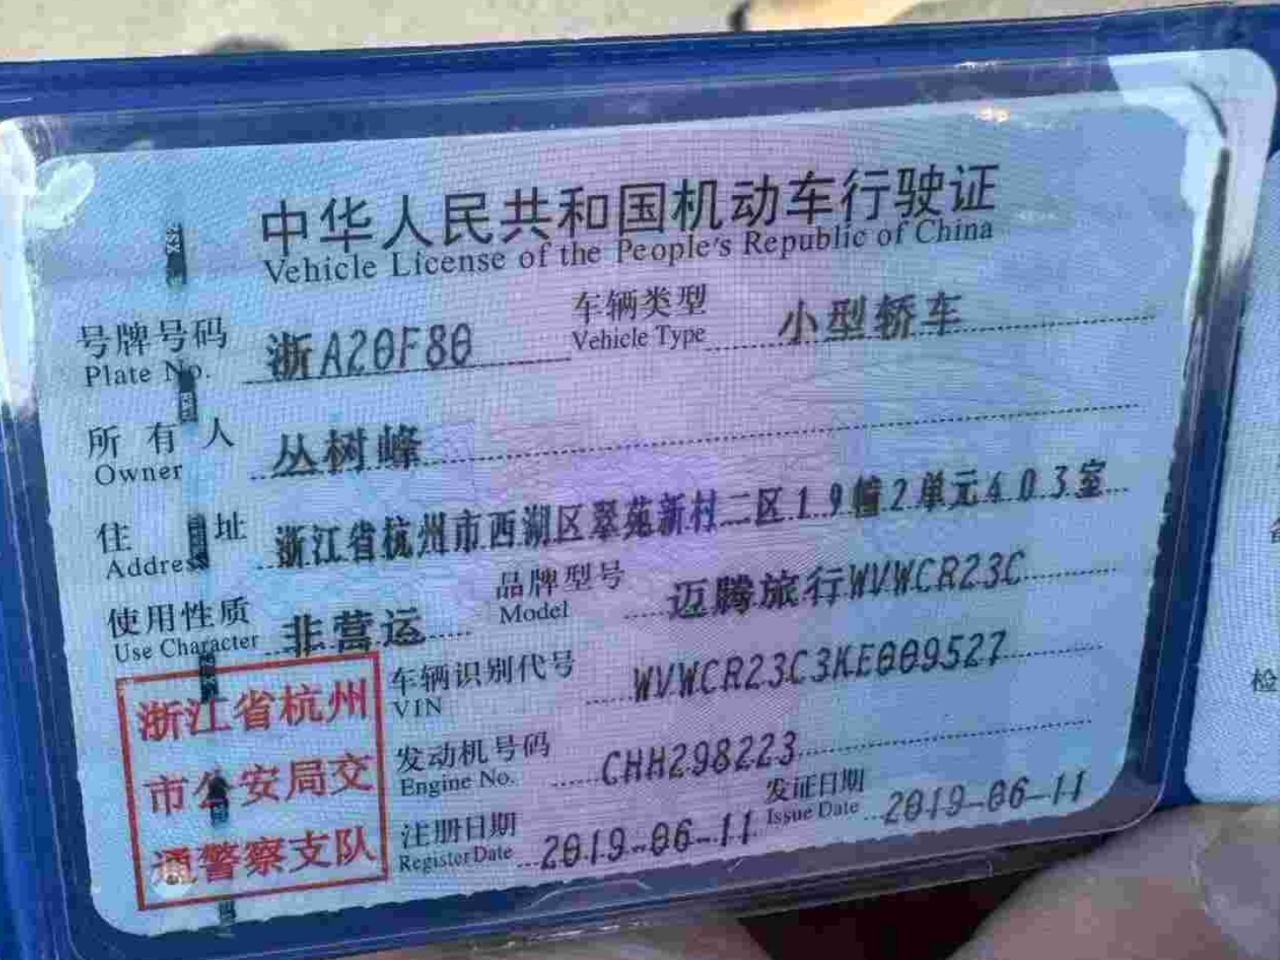 中华人民共和国机动车行驶证
Vehicle License of the People's Republic of China
号牌号码 浙A20F80 车辆类型 小型轿车
Plate No. Vehicle Type
所有人 丛树峰
Owner
住址 浙江省杭州市西湖区翠苑新村二区19幢2单元403室
Address
使用性质 非营运 品牌型号 迈腾旅行WVWCR23C
Use Character Model
车辆识别代号 WVWCR23C3KE009527
VIN
发动机号码 CHH298223
Engine No.
注册日期 2019-06-11 发证日期 2019-06-11
Register Date Issue Date
浙江省杭州
市公安局交
通警察支队
检